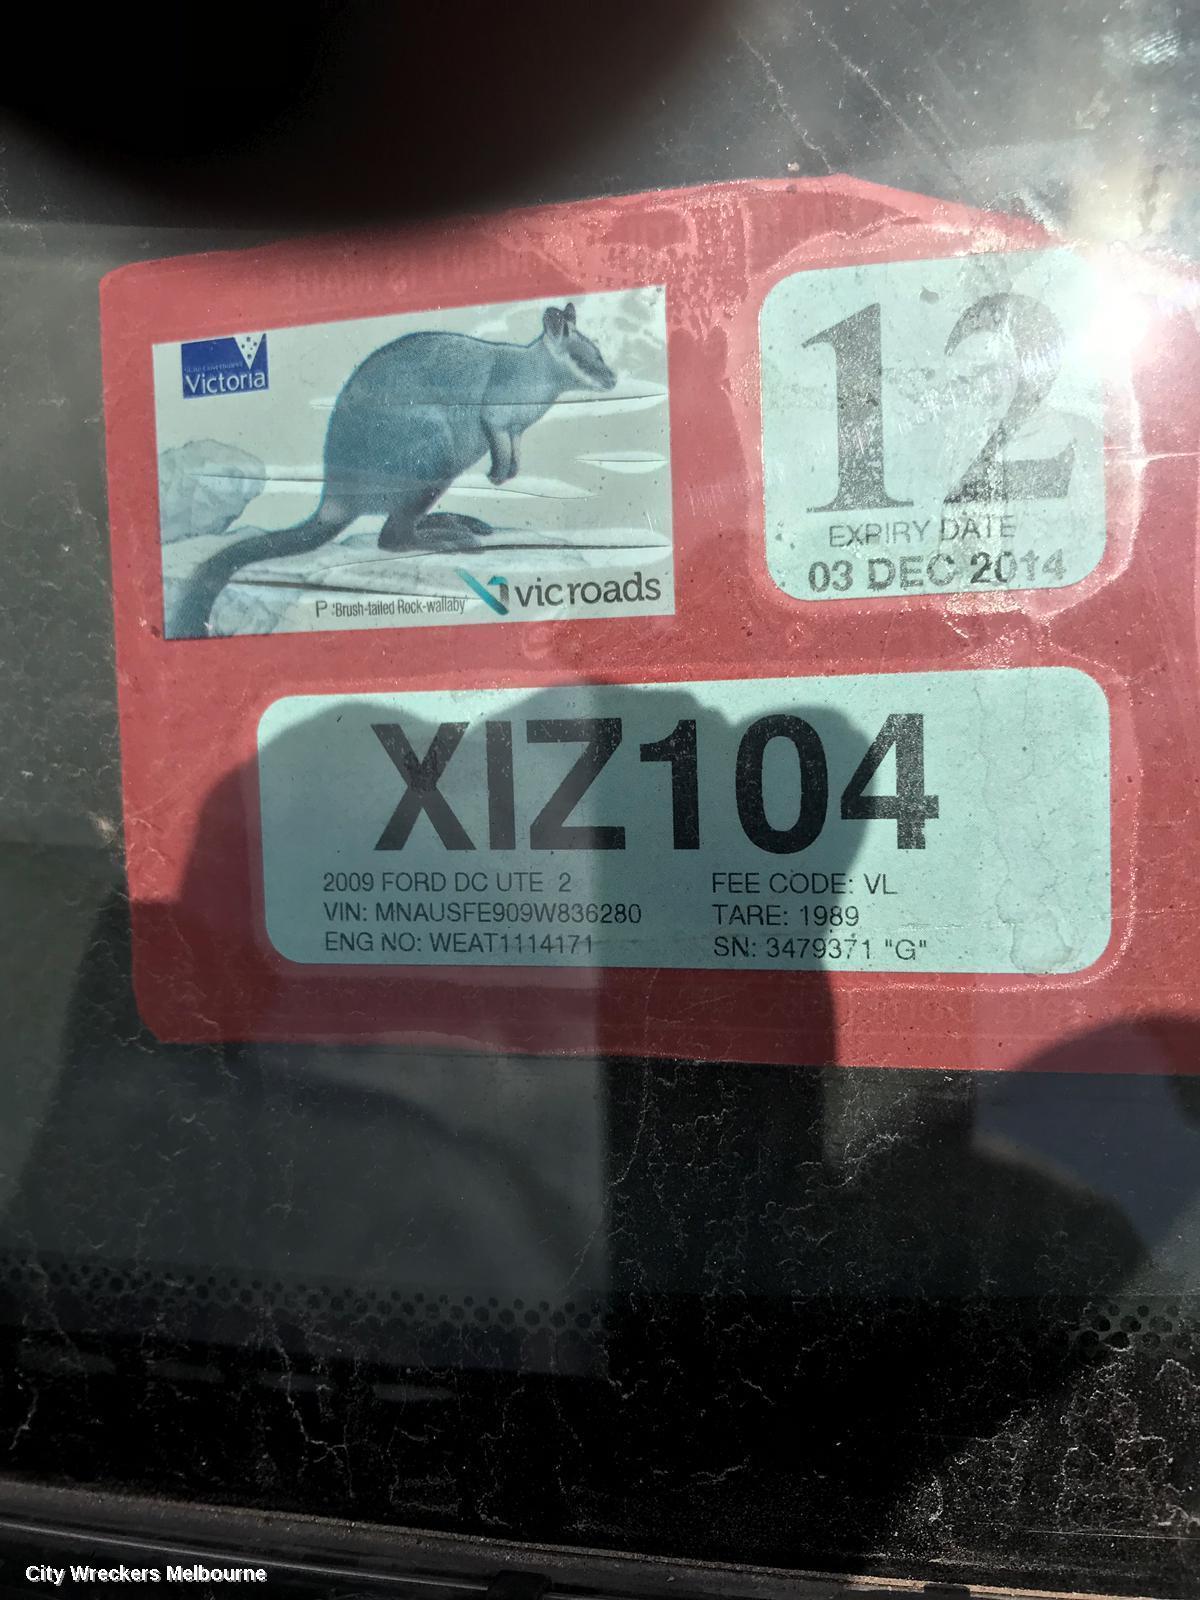 State Government
Victoria
P :Brush-tailed Rock-wallaby
vicroads
12
EXPIRY DATE
03 DEC 2014
XIZ104
2009 FORD DC UTE 2
VIN: MNAUSFE909W836280
ENG NO: WEAT1114171
FEE CODE: VL
TARE: 1989
SN: 3479371 "G"
City Wreckers Melbourne